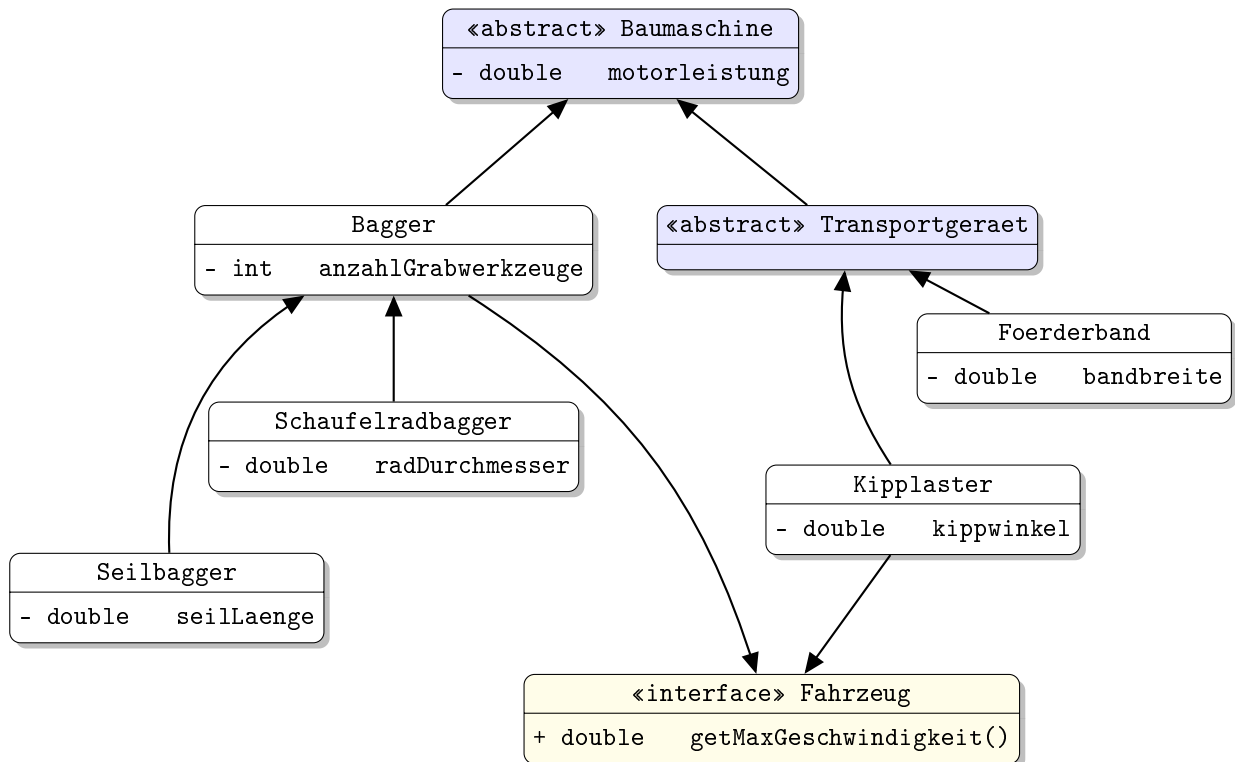 «abstract» Baumaschine
- double motorleistung
Bagger
- int anzahlGrabwerkzeuge
«abstract» Transportgeraet
Foerderband
- double bandbreite
Schaufelradbagger
- double radDurchmesser
Kipplaster
- double kippwinkel
Seilbagger
- double seilLaenge
«interface» Fahrzeug
+ double getMaxGeschwindigkeit()